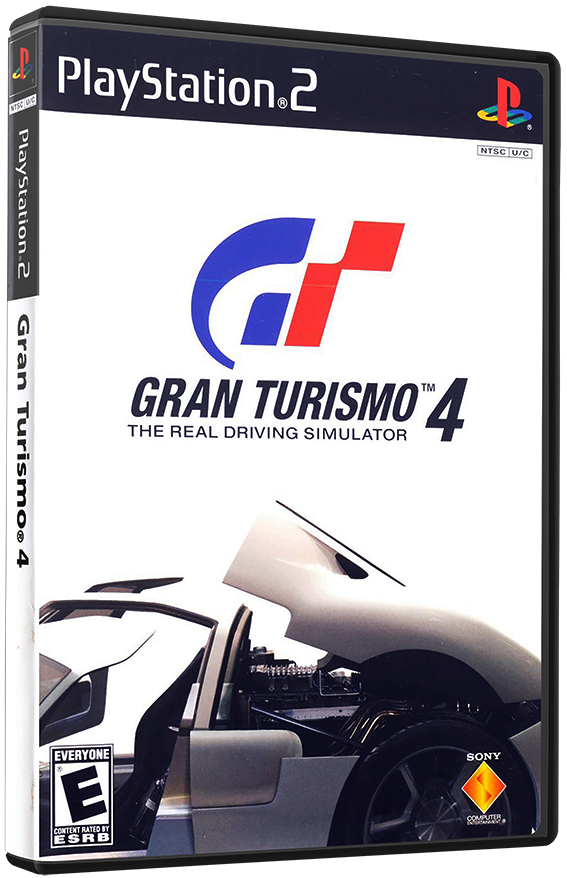 NTSC U/C
PlayStation®2
Gran Turismo® 4
PlayStation®2
NTSC U/C
GRAN TURISMO™ 4
THE REAL DRIVING SIMULATOR
EVERYONE
E
CONTENT RATED BY
ESRB
SONY
COMPUTER
ENTERTAINMENT®